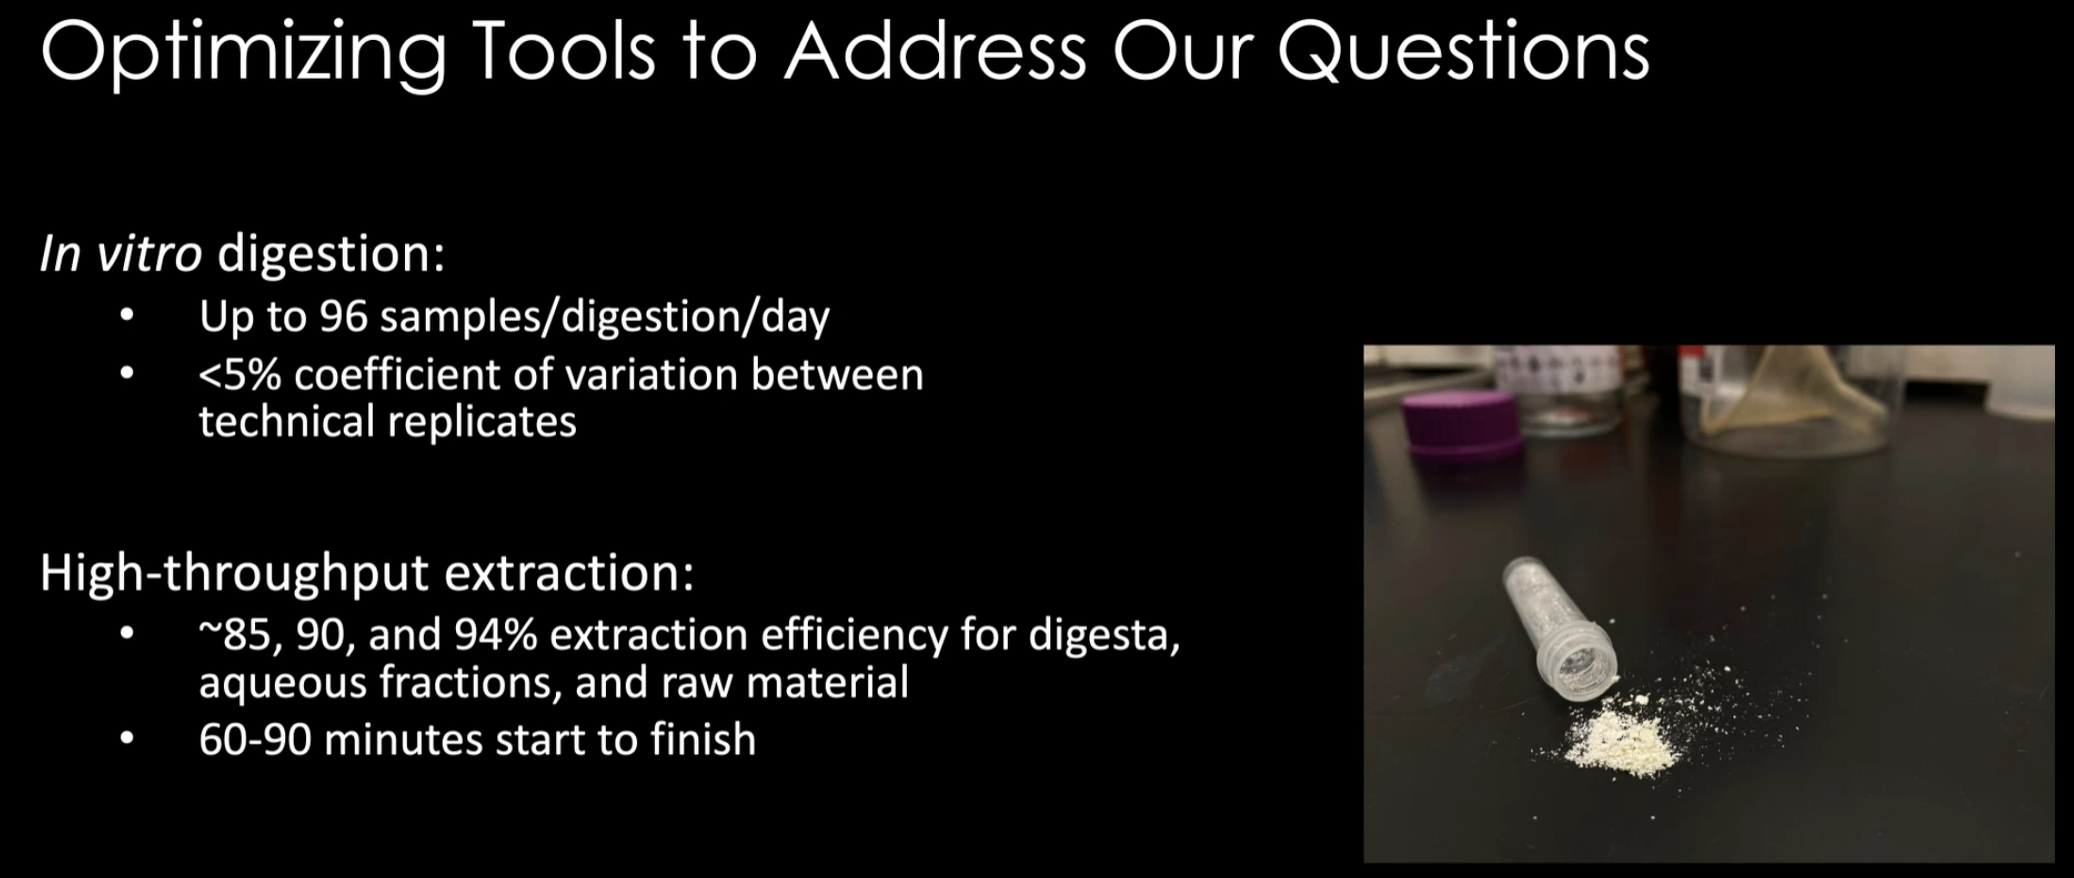 Optimizing Tools to Address Our Questions
In vitro digestion:
• Up to 96 samples/digestion/day
• <5% coefficient of variation between
technical replicates
High-throughput extraction:
• ~85, 90, and 94% extraction efficiency for digesta,
aqueous fractions, and raw material
• 60-90 minutes start to finish